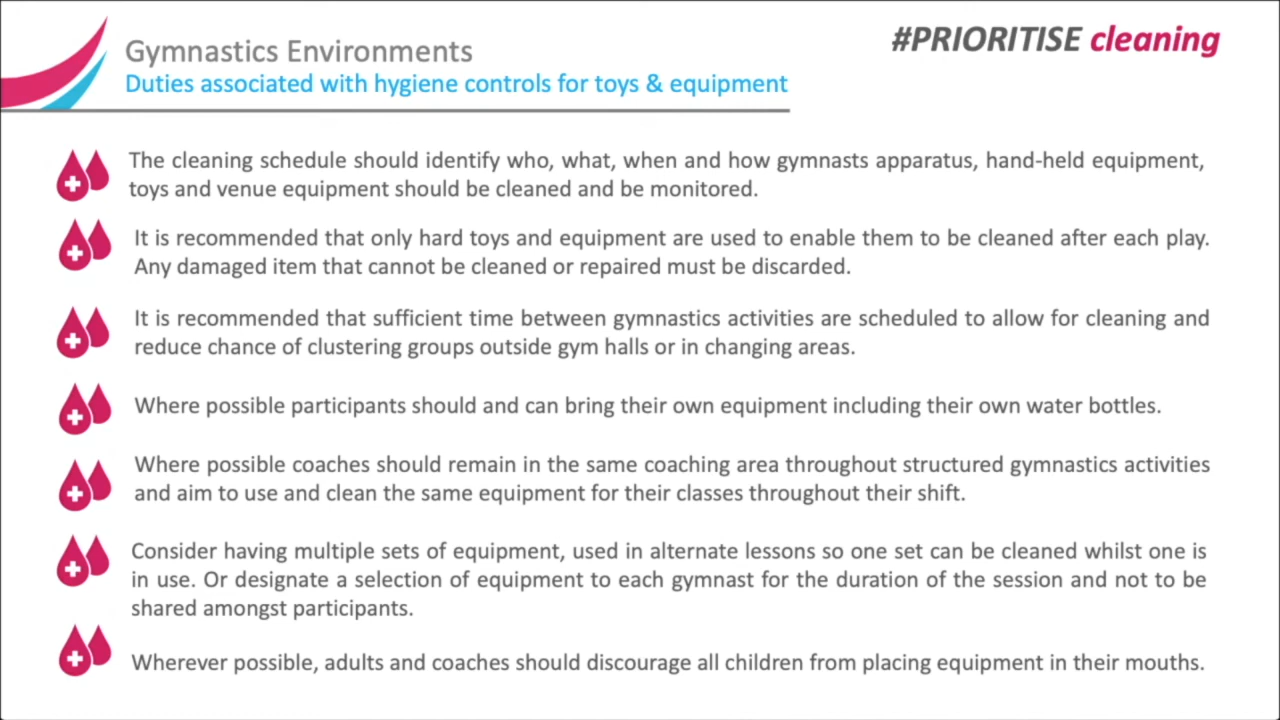 Gymnastics Environments
#PRIORITISE cleaning
Duties associated with hygiene controls for toys & equipment
The cleaning schedule should identify who, what, when and how gymnasts apparatus, hand-held equipment,
toys and venue equipment should be cleaned and be monitored.
It is recommended that only hard toys and equipment are used to enable them to be cleaned after each play.
Any damaged item that cannot be cleaned or repaired must be discarded.
It is recommended that sufficient time between gymnastics activities are scheduled to allow for cleaning and
reduce chance of clustering groups outside gym halls or in changing areas.
Where possible participants should and can bring their own equipment including their own water bottles.
Where possible coaches should remain in the same coaching area throughout structured gymnastics activities
and aim to use and clean the same equipment for their classes throughout their shift.
Consider having multiple sets of equipment, used in alternate lessons so one set can be cleaned whilst one is
in use. Or designate a selection of equipment to each gymnast for the duration of the session and not to be
shared amongst participants.
Wherever possible, adults and coaches should discourage all children from placing equipment in their mouths.